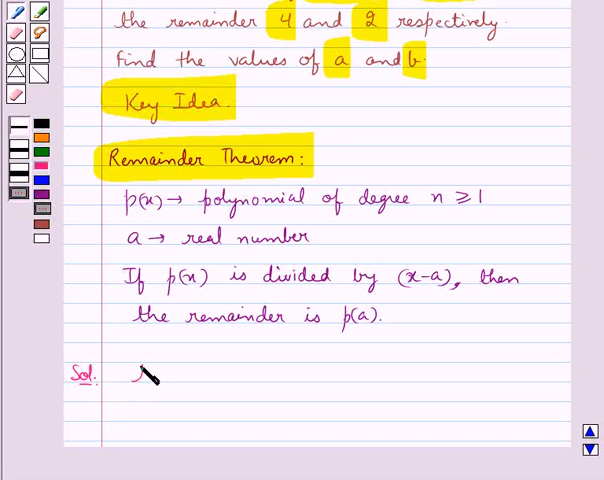 the remainder 4 and 2 respectively.
Find the values of a and b.
Key Idea.
Remainder Theorem:
p(x) → polynomial of degree n ≥ 1
a → real number
If p(x) is divided by (x-a), then
the remainder is p(a).
Sol.